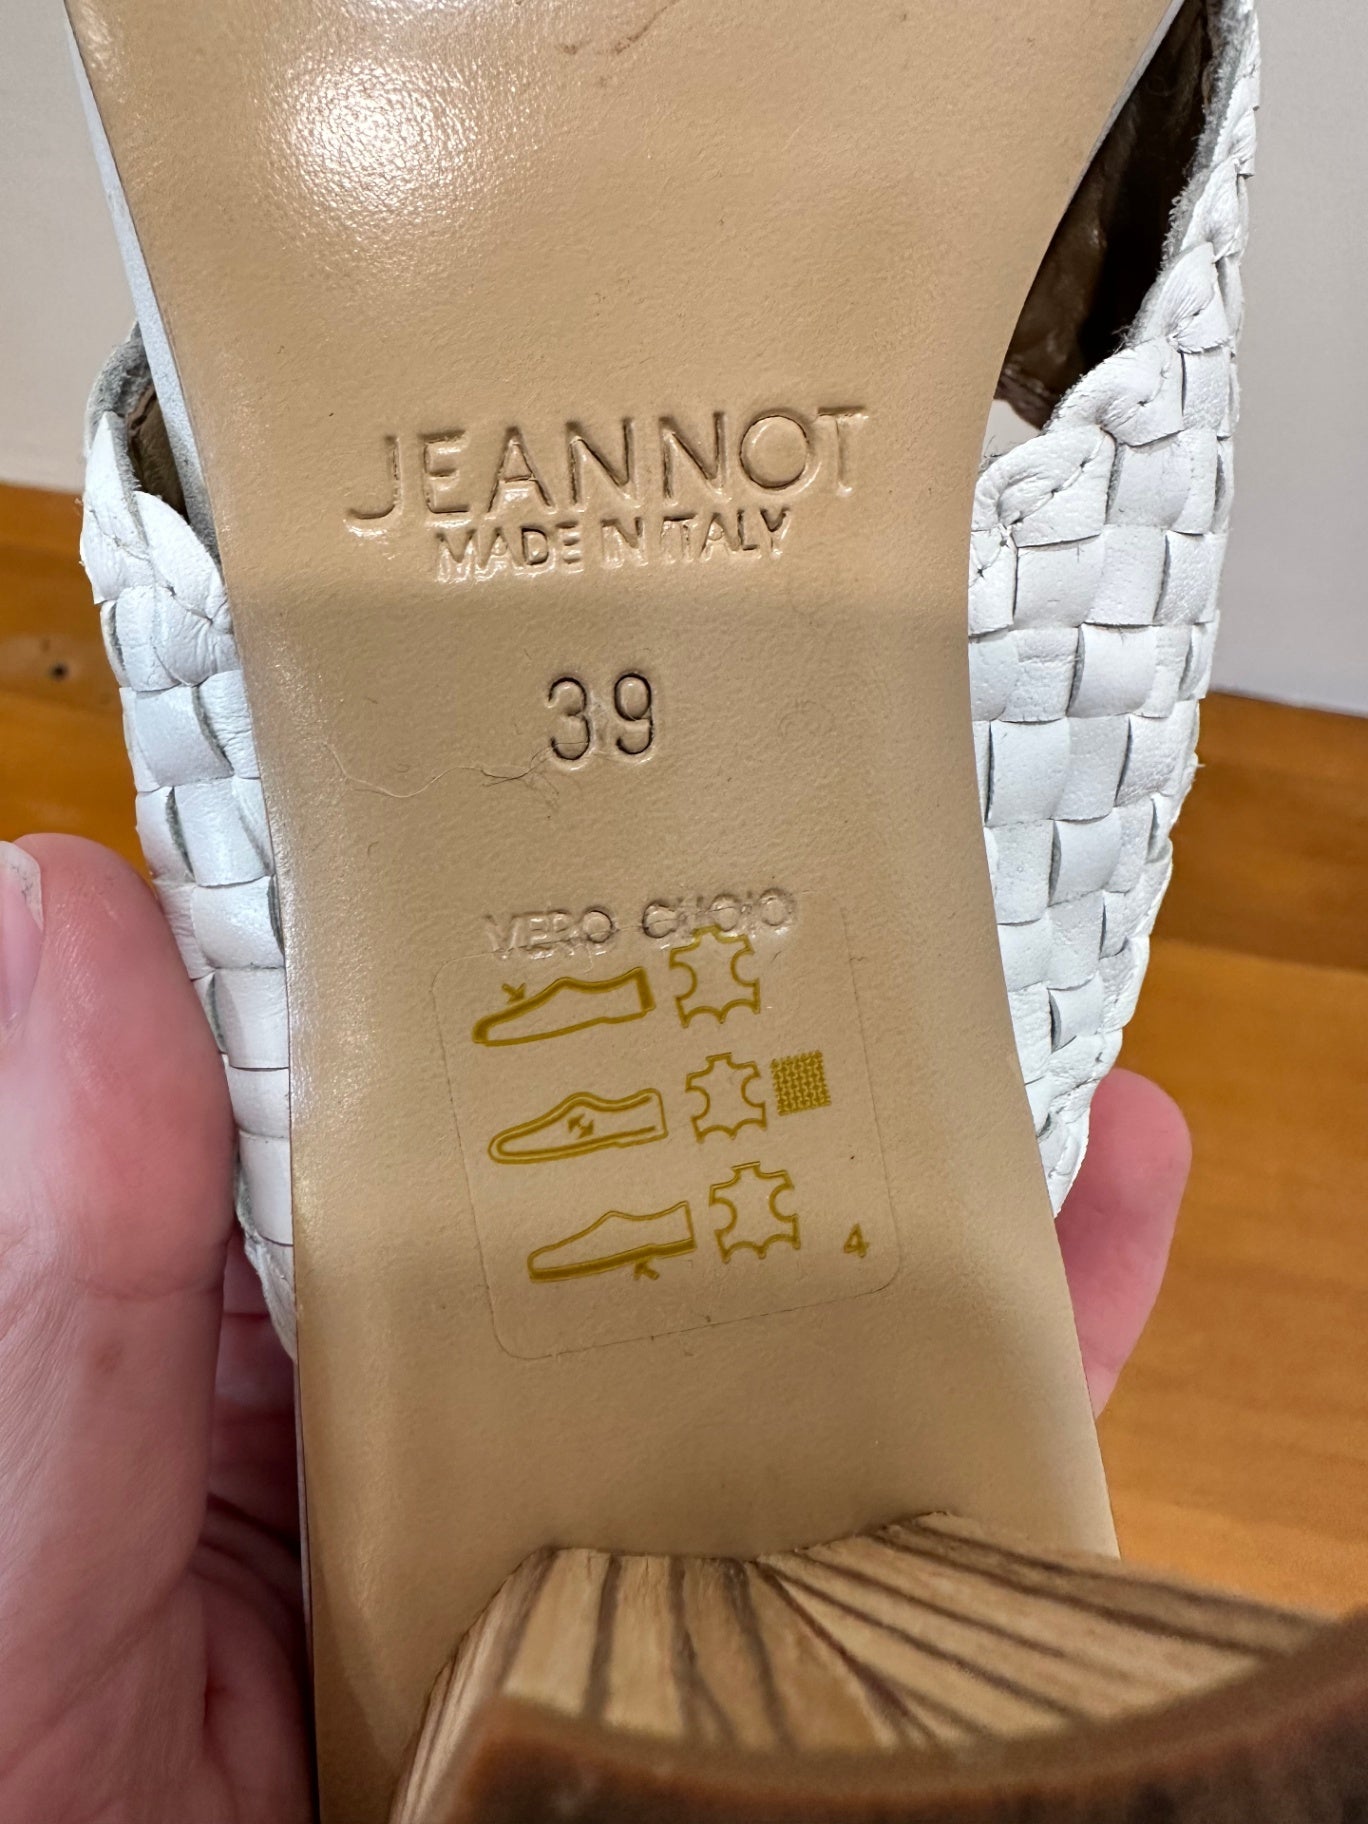 JEANNOT
MADE IN ITALY
39
VERO CUOIO
4